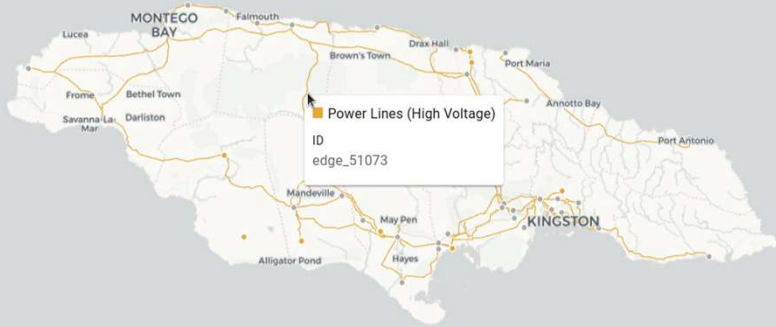 MONTEGO
BAY
Falmouth
Lucea
Drax Hall
Brown's Town
Port Maria
Frome
Bethel Town
Annotto Bay
Savanna-La-
Mar
Darliston
Power Lines (High Voltage)
ID
edge_51073
Port Antonio
Mandeville
May Pen
KINGSTON
Alligator Pond
Hayes